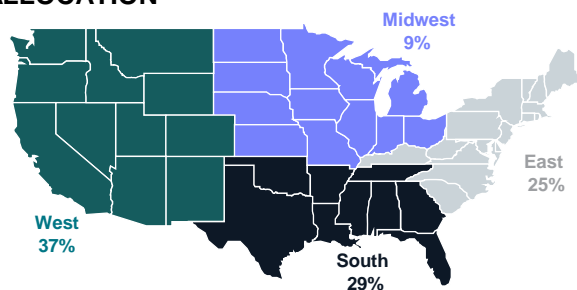 ALLOCATION
Midwest
9%
East
25%
West
37%
South
29%